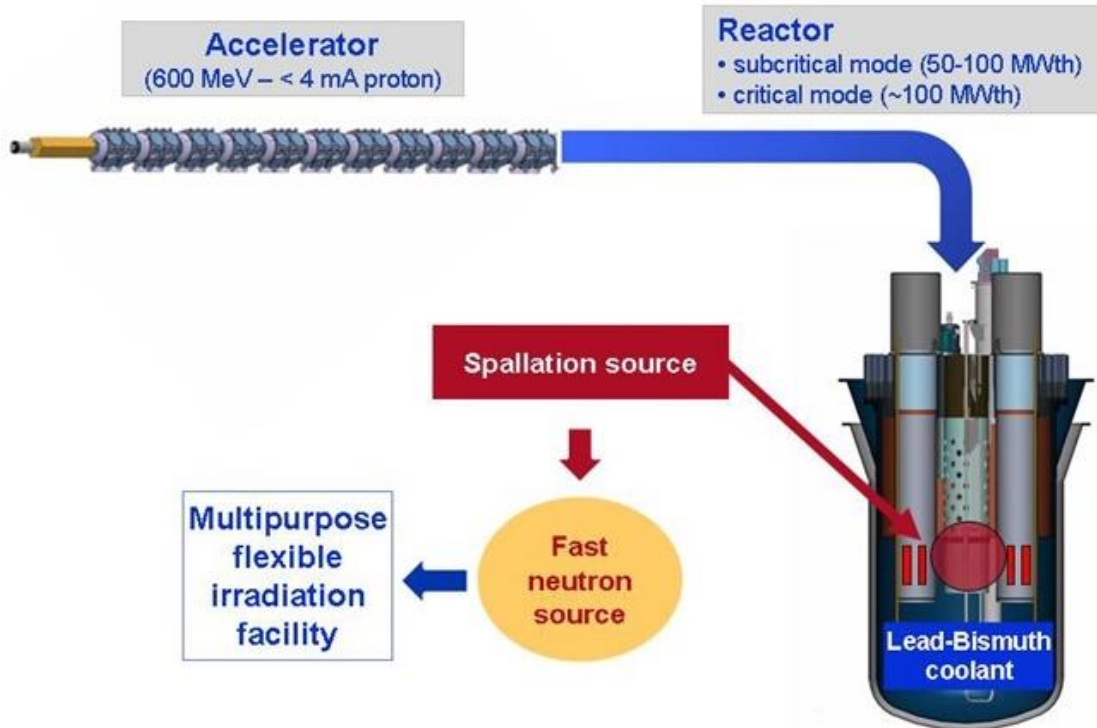 Accelerator
(600 MeV – < 4 mA proton)
Reactor
• subcritical mode (50-100 MWth)
• critical mode (~100 MWth)
Spallation source
Multipurpose
flexible
irradiation
facility
Fast
neutron
source
Lead-Bismuth
coolant